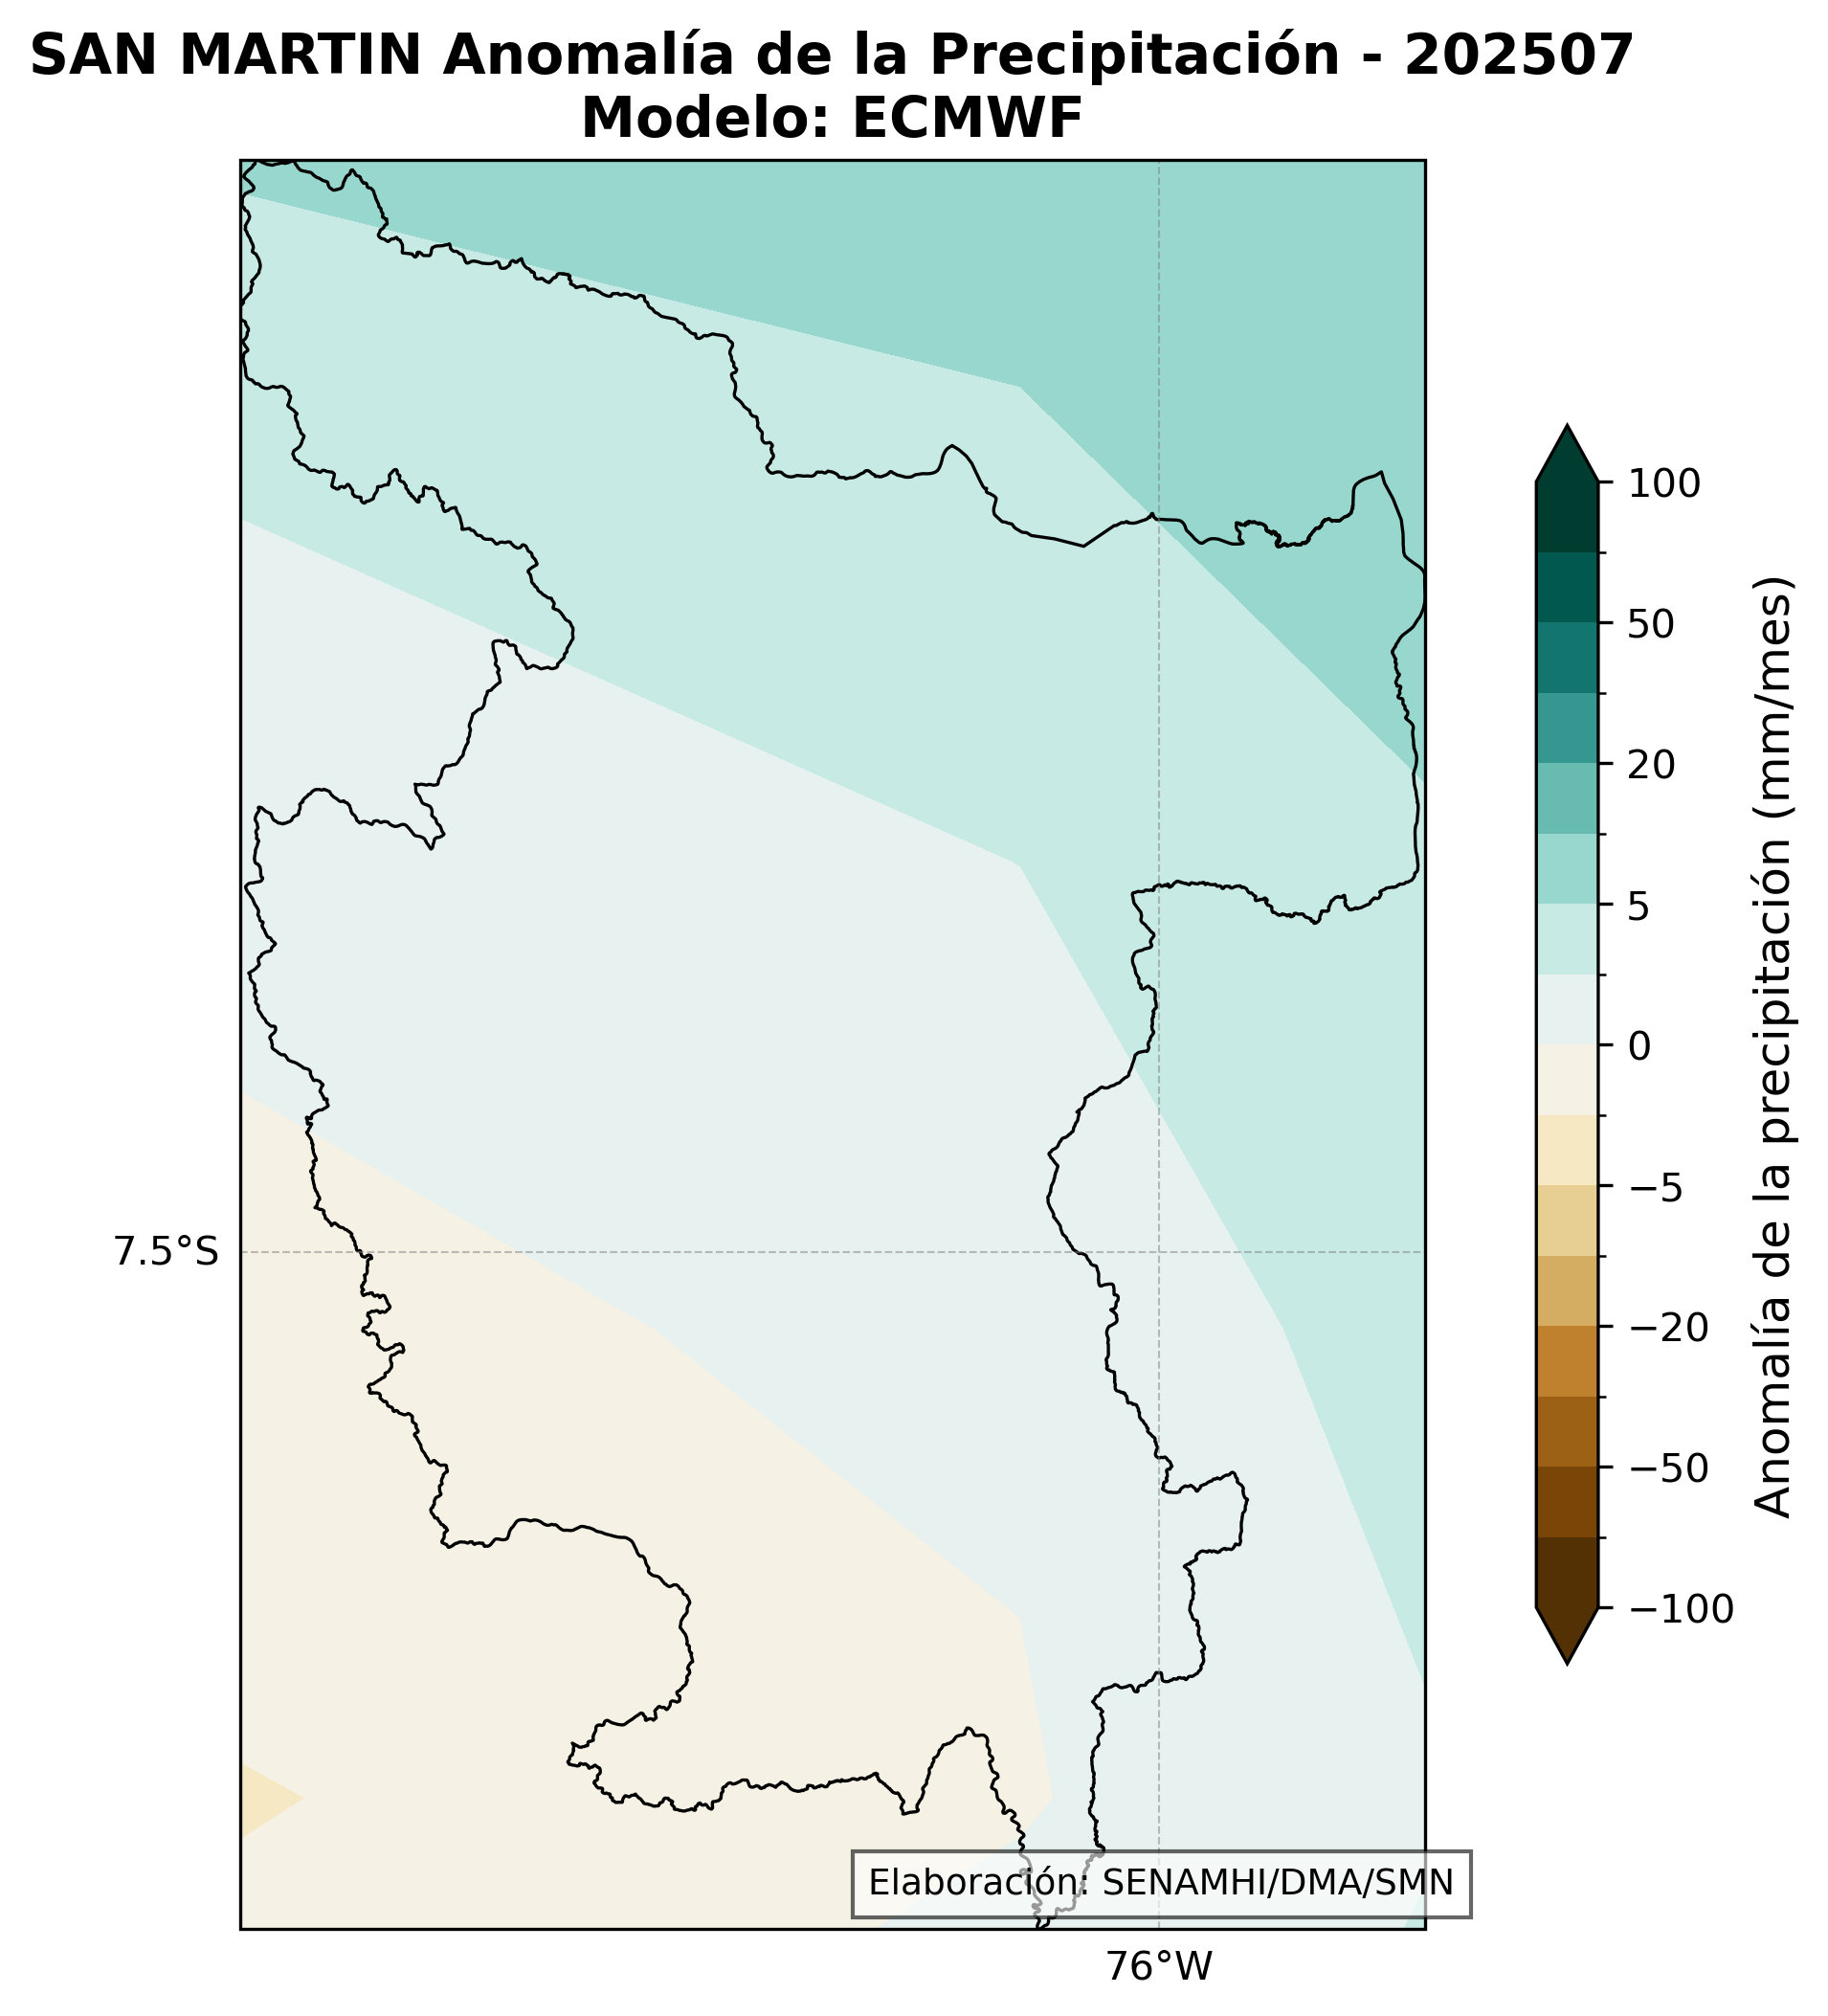 SAN MARTIN Anomalía de la Precipitación - 202507
Modelo: ECMWF
100
50
20
5
0
−5
−20
−50
−100
Anomalía de la precipitación (mm/mes)
7.5°S
76°W
Elaboración: SENAMHI/DMA/SMN